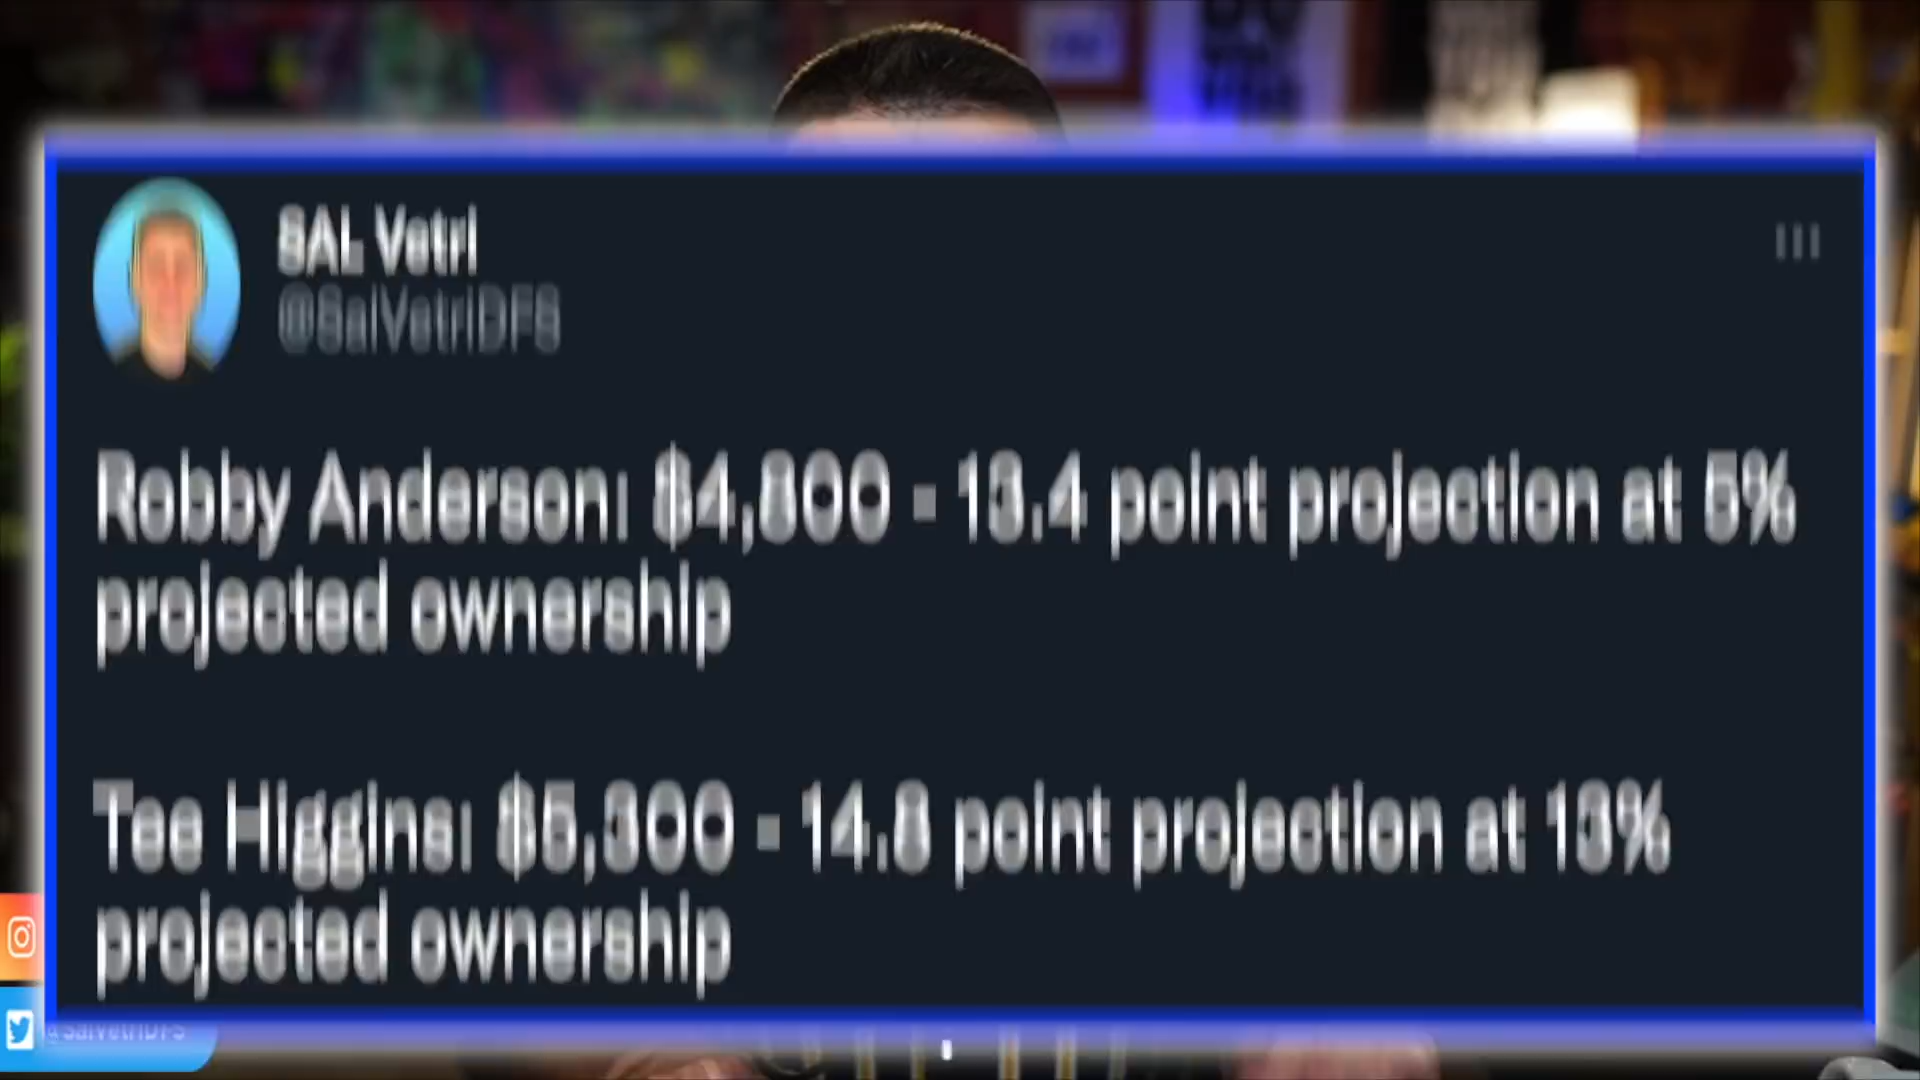 SAL Vetri
@SalVetriDFS
Robby Anderson: $4,800 - 13.4 point projection at 5%
projected ownership
Tee Higgins: $5,300 - 14.8 point projection at 13%
projected ownership
@SalVetriDFS